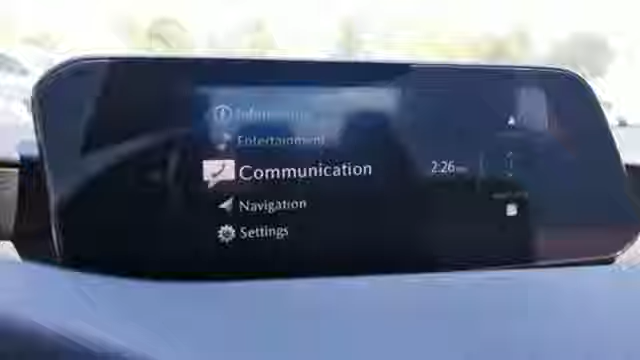 Information
Entertainment
Communication
2:26
Navigation
Settings